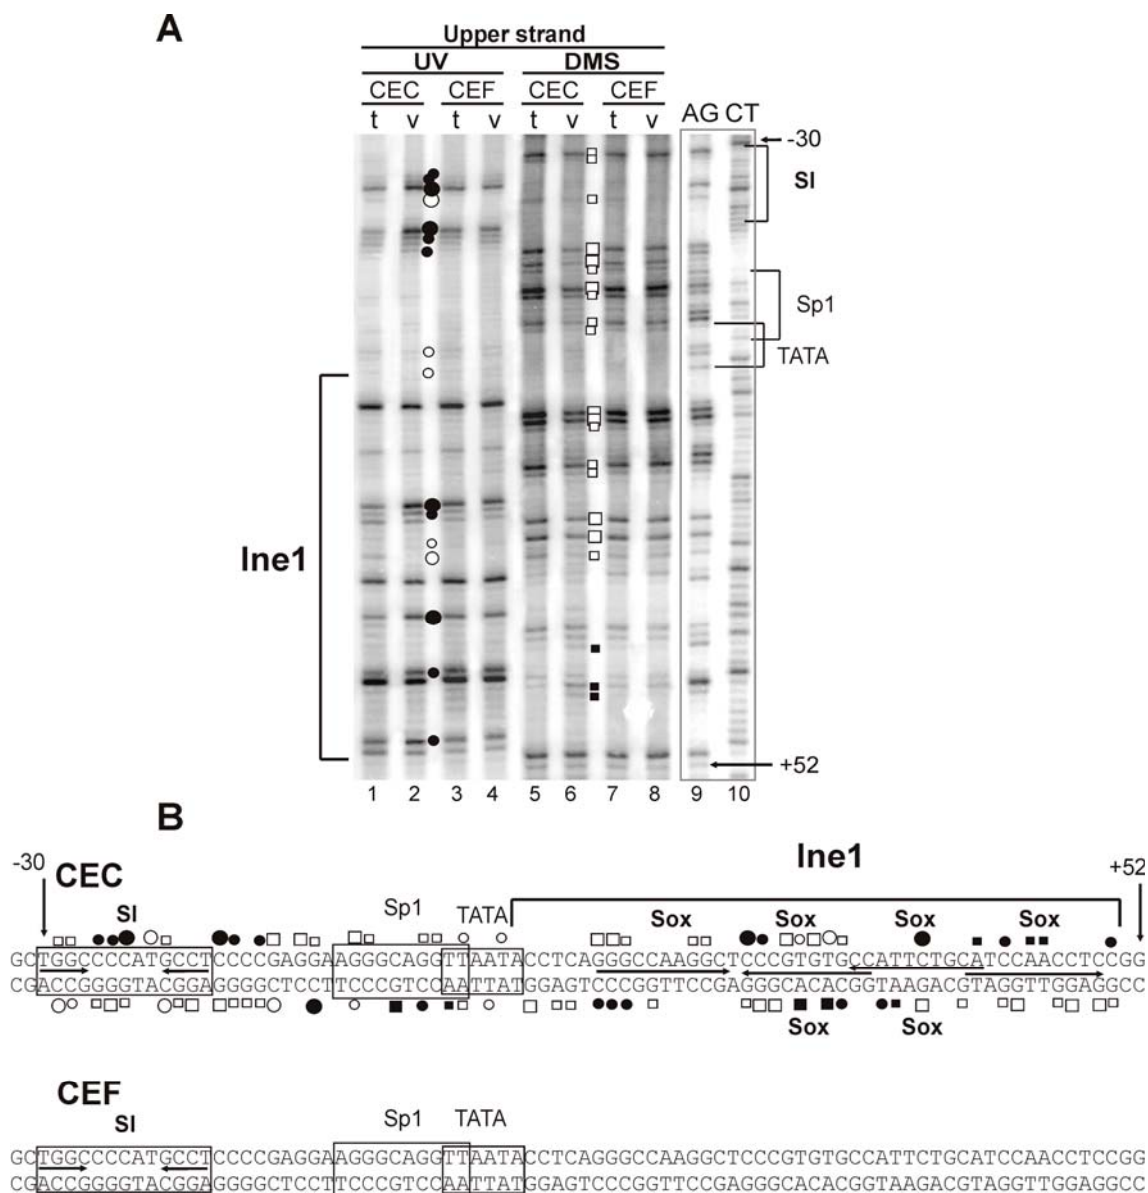 A
Upper strand
UV DMS
CEC CEF CEC CEF
t v t v t v t v AG CT
-30
SI
Sp1
TATA
Ine1
+52
1 2 3 4 5 6 7 8 9 10
B
Ine1
-30 CEC +52
SI Sp1 TATA Sox Sox Sox Sox
GCTGGCCCCATGCCTCCCCGAGGAAGGGCAGGTTAATACCTCAGGGCCAAGGCTCCCGTGTGCCATTCTGCATCCAACCTCCGG
CGACCGGGGTACGGAGGGGCTCCTTCCCGTCCAATTATGGAGTCCCGGTTCCGAGGGCACACGGTAAGACGTAGGTTGGAGGCC
Sox Sox
CEF
SI Sp1 TATA
GCTGGCCCCATGCCTCCCCGAGGAAGGGCAGGTTAATACCTCAGGGCCAAGGCTCCCGTGTGCCATTCTGCATCCAACCTCCGG
CGACCGGGGTACGGAGGGGCTCCTTCCCGTCCAATTATGGAGTCCCGGTTCCGAGGGCACACGGTAAGACGTAGGTTGGAGGCC